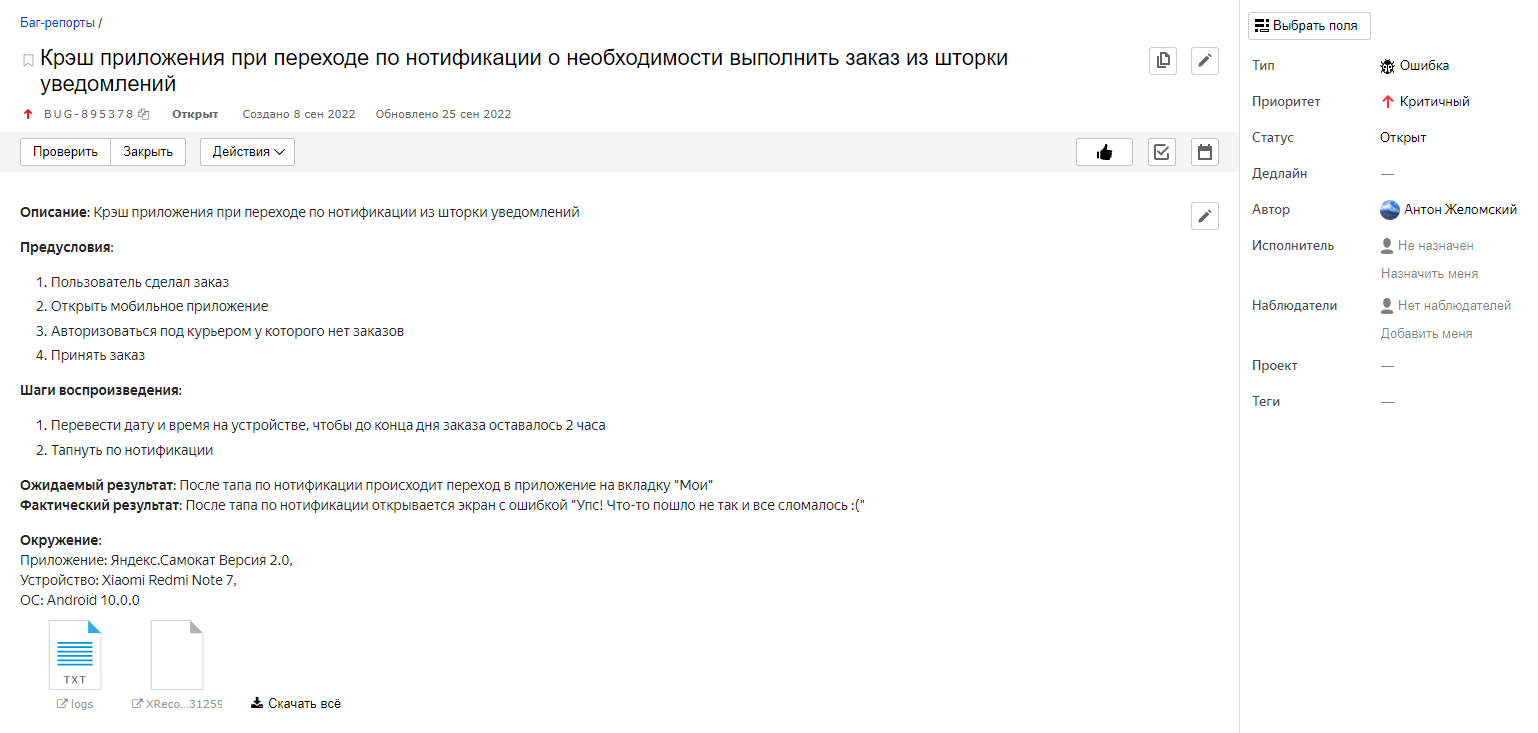 Баг-репорты /
Крэш приложения при переходе по нотификации о необходимости выполнить заказ из шторки
уведомлений
BUG-895378 Открыт Создано 8 сен 2022 Обновлено 25 сен 2022
Проверить Закрыть Действия
Описание: Крэш приложения при переходе по нотификации из шторки уведомлений
Предусловия:
1. Пользователь сделал заказ
2. Открыть мобильное приложение
3. Авторизоваться под курьером у которого нет заказов
4. Принять заказ
Шаги воспроизведения:
1. Перевести дату и время на устройстве, чтобы до конца дня заказа оставалось 2 часа
2. Тапнуть по нотификации
Ожидаемый результат: После тапа по нотификации происходит переход в приложение на вкладку "Мои"
Фактический результат: После тапа по нотификации открывается экран с ошибкой "Упс! Что-то пошло не так и все сломалось :("
Окружение:
Приложение: Яндекс.Самокат Версия 2.0,
Устройство: Xiaomi Redmi Note 7,
ОС: Android 10.0.0
TXT
logs XReco...31259 Скачать всё
Выбрать поля
Тип Ошибка
Приоритет Критичный
Статус Открыт
Дедлайн —
Автор Антон Желомский
Исполнитель Не назначен
Назначить меня
Наблюдатели Нет наблюдателей
Добавить меня
Проект —
Теги —